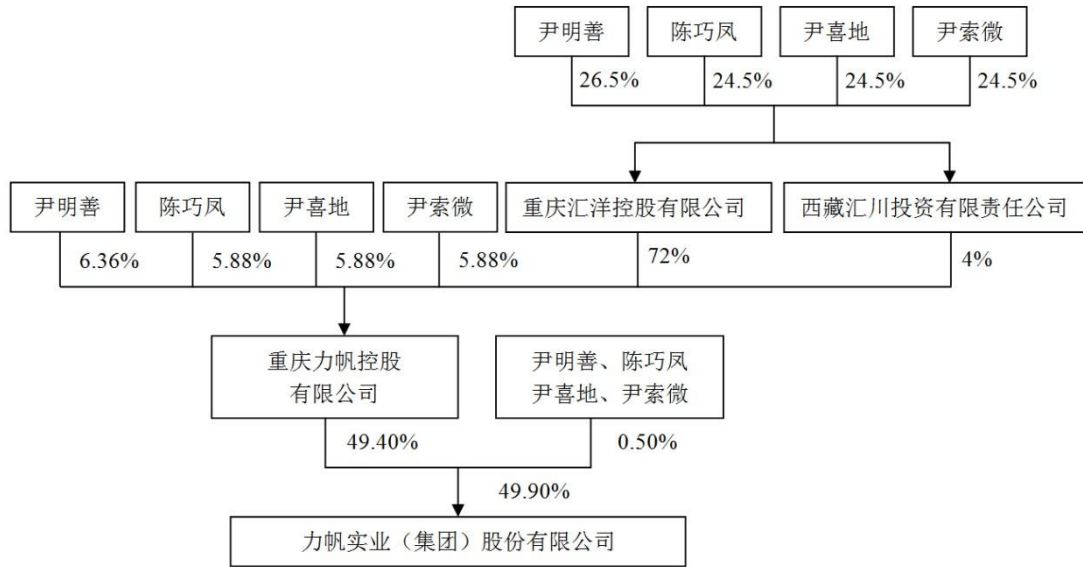 尹明善 陈巧凤 尹喜地 尹索微
26.5% 24.5% 24.5% 24.5%
尹明善 陈巧凤 尹喜地 尹索微 重庆汇洋控股有限公司 西藏汇川投资有限责任公司
6.36% 5.88% 5.88% 5.88% 72% 4%
重庆力帆控股
有限公司
尹明善、陈巧凤
尹喜地、尹索微
49.40% 0.50%
49.90%
力帆实业（集团）股份有限公司